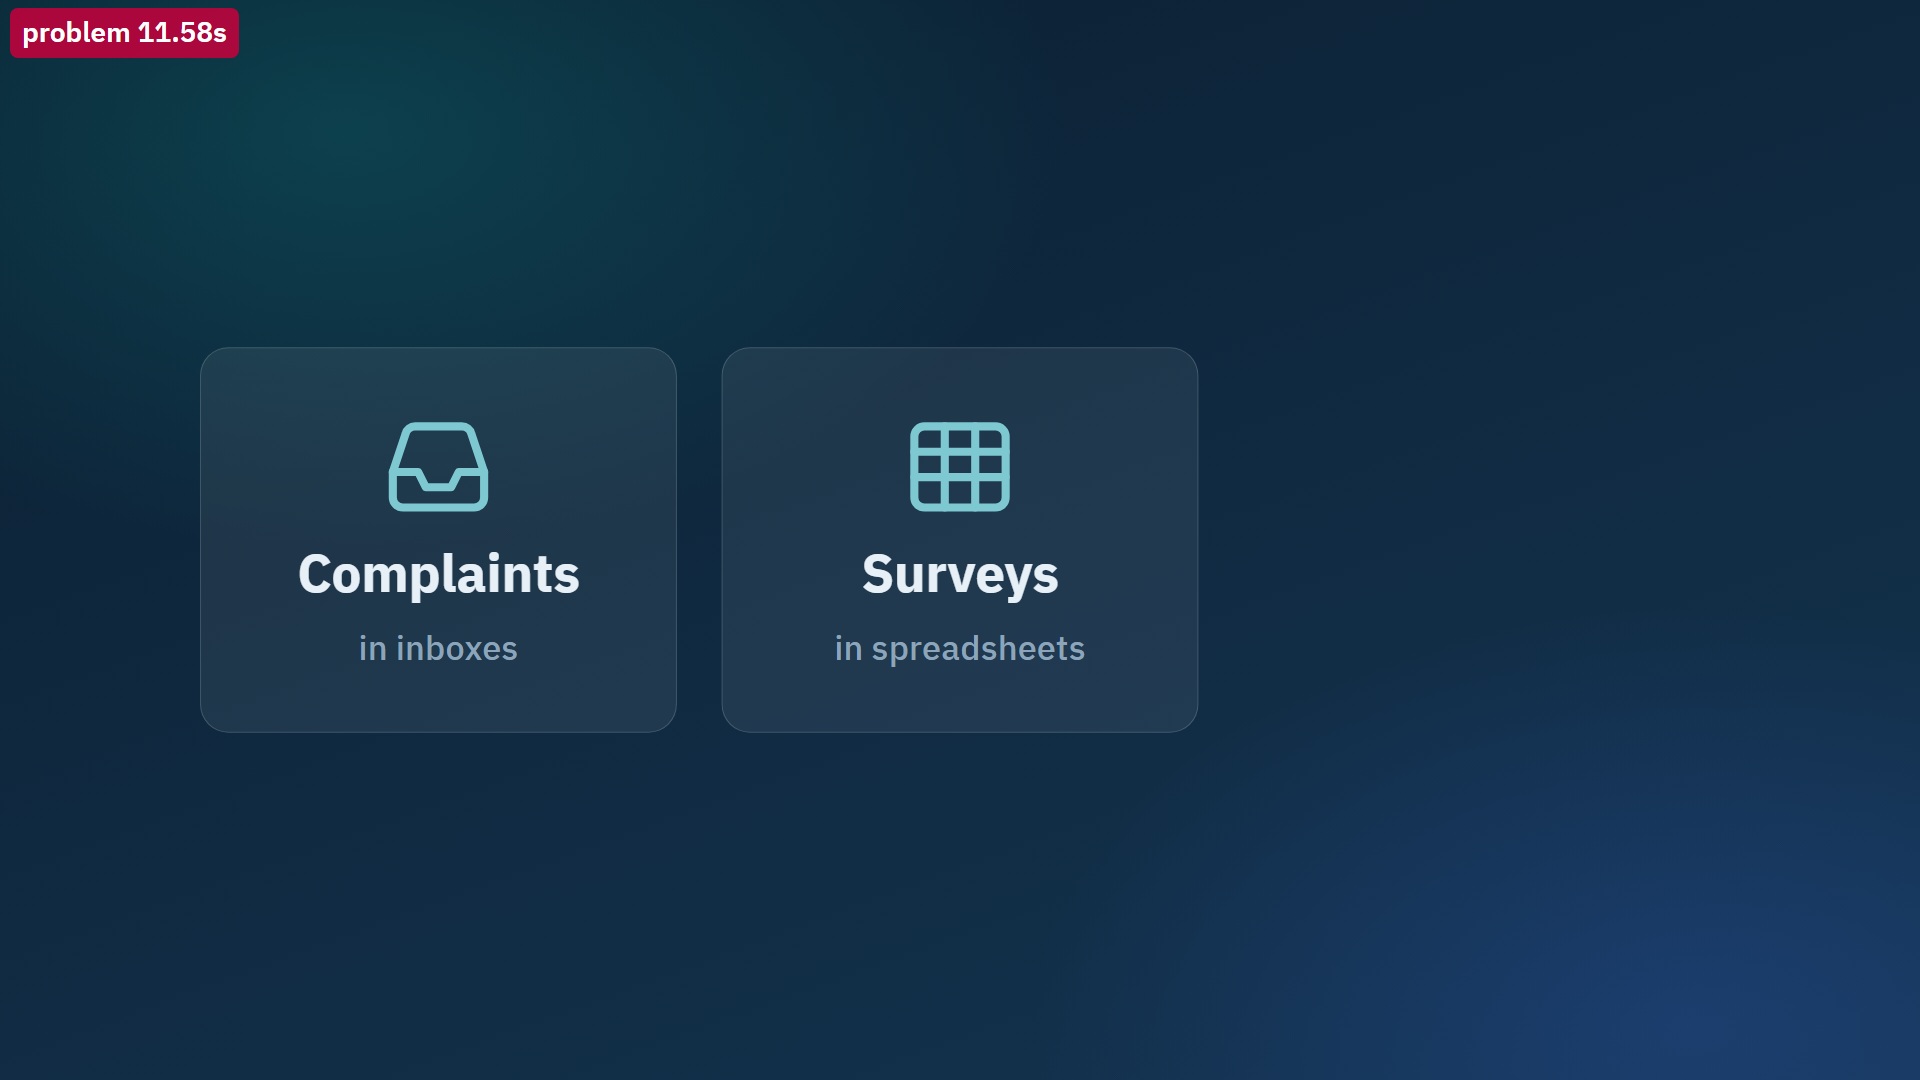 problem 11.58s
Complaints
in inboxes
Surveys
in spreadsheets